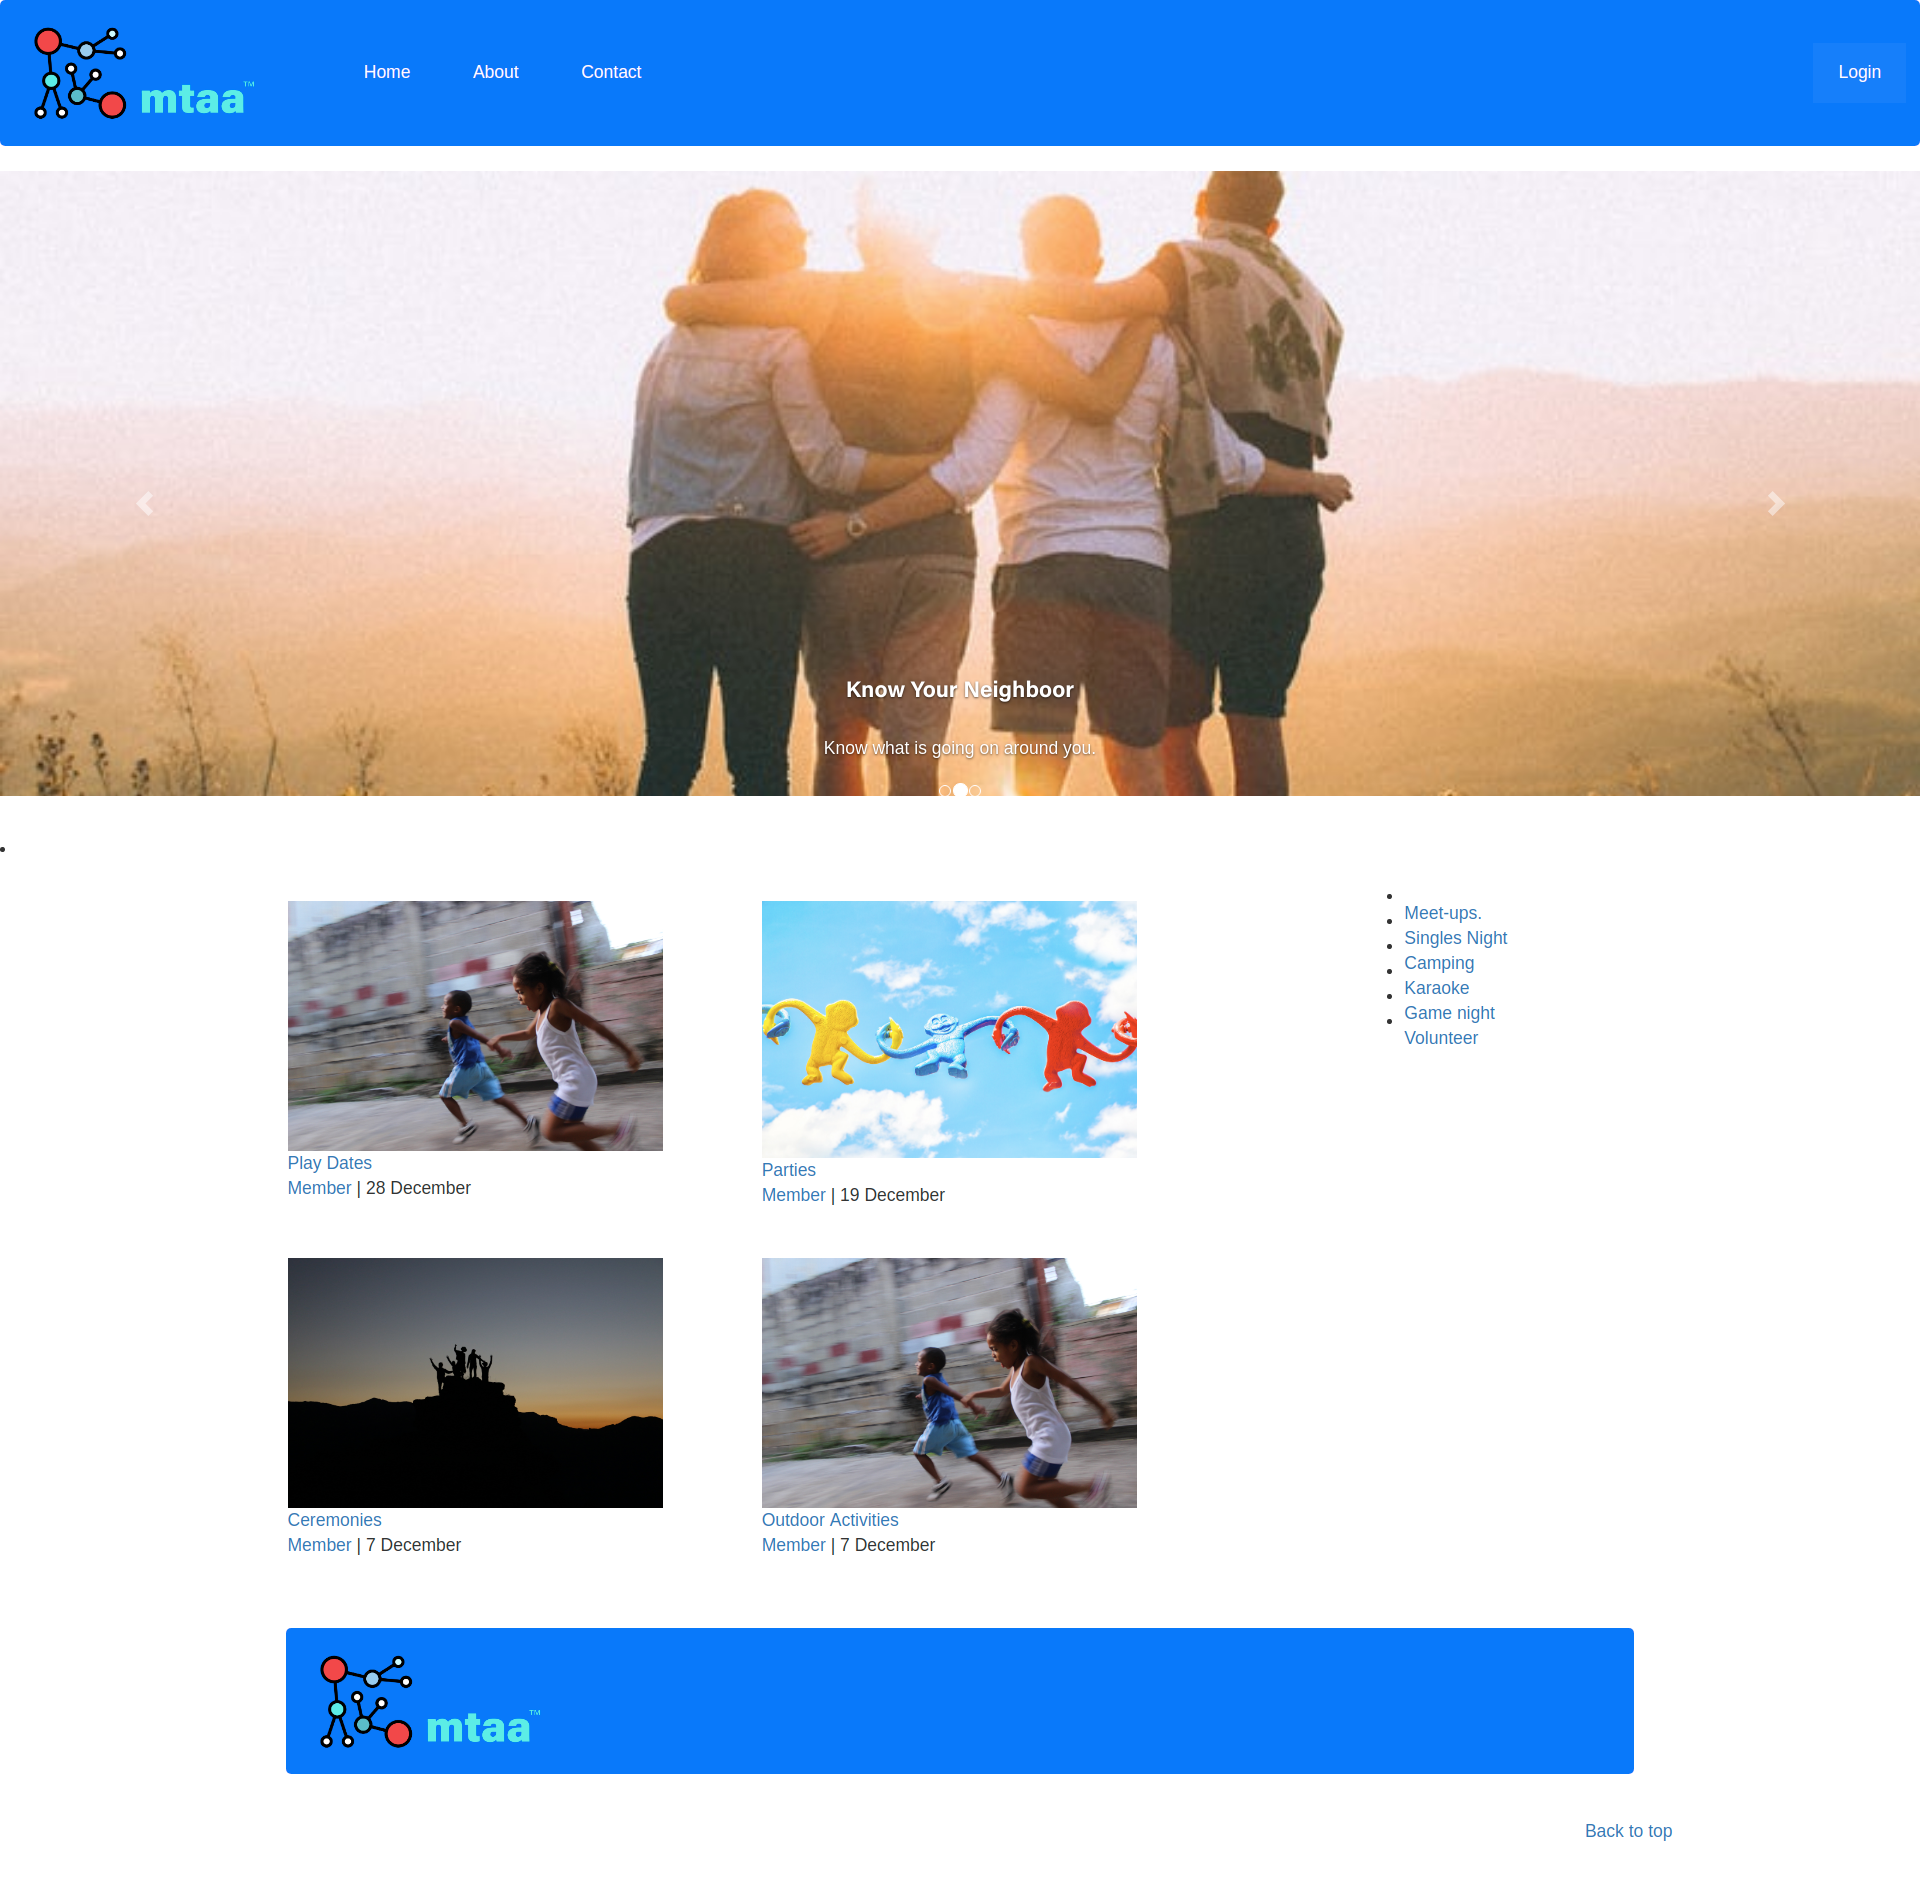 mtaa™
Home
About
Contact
Login
Know Your Neighboor
Know what is going on around you.
Play Dates
Member | 28 December
Parties
Member | 19 December
Meet-ups.
Singles Night
Camping
Karaoke
Game night
Volunteer
Ceremonies
Member | 7 December
Outdoor Activities
Member | 7 December
mtaa™
Back to top